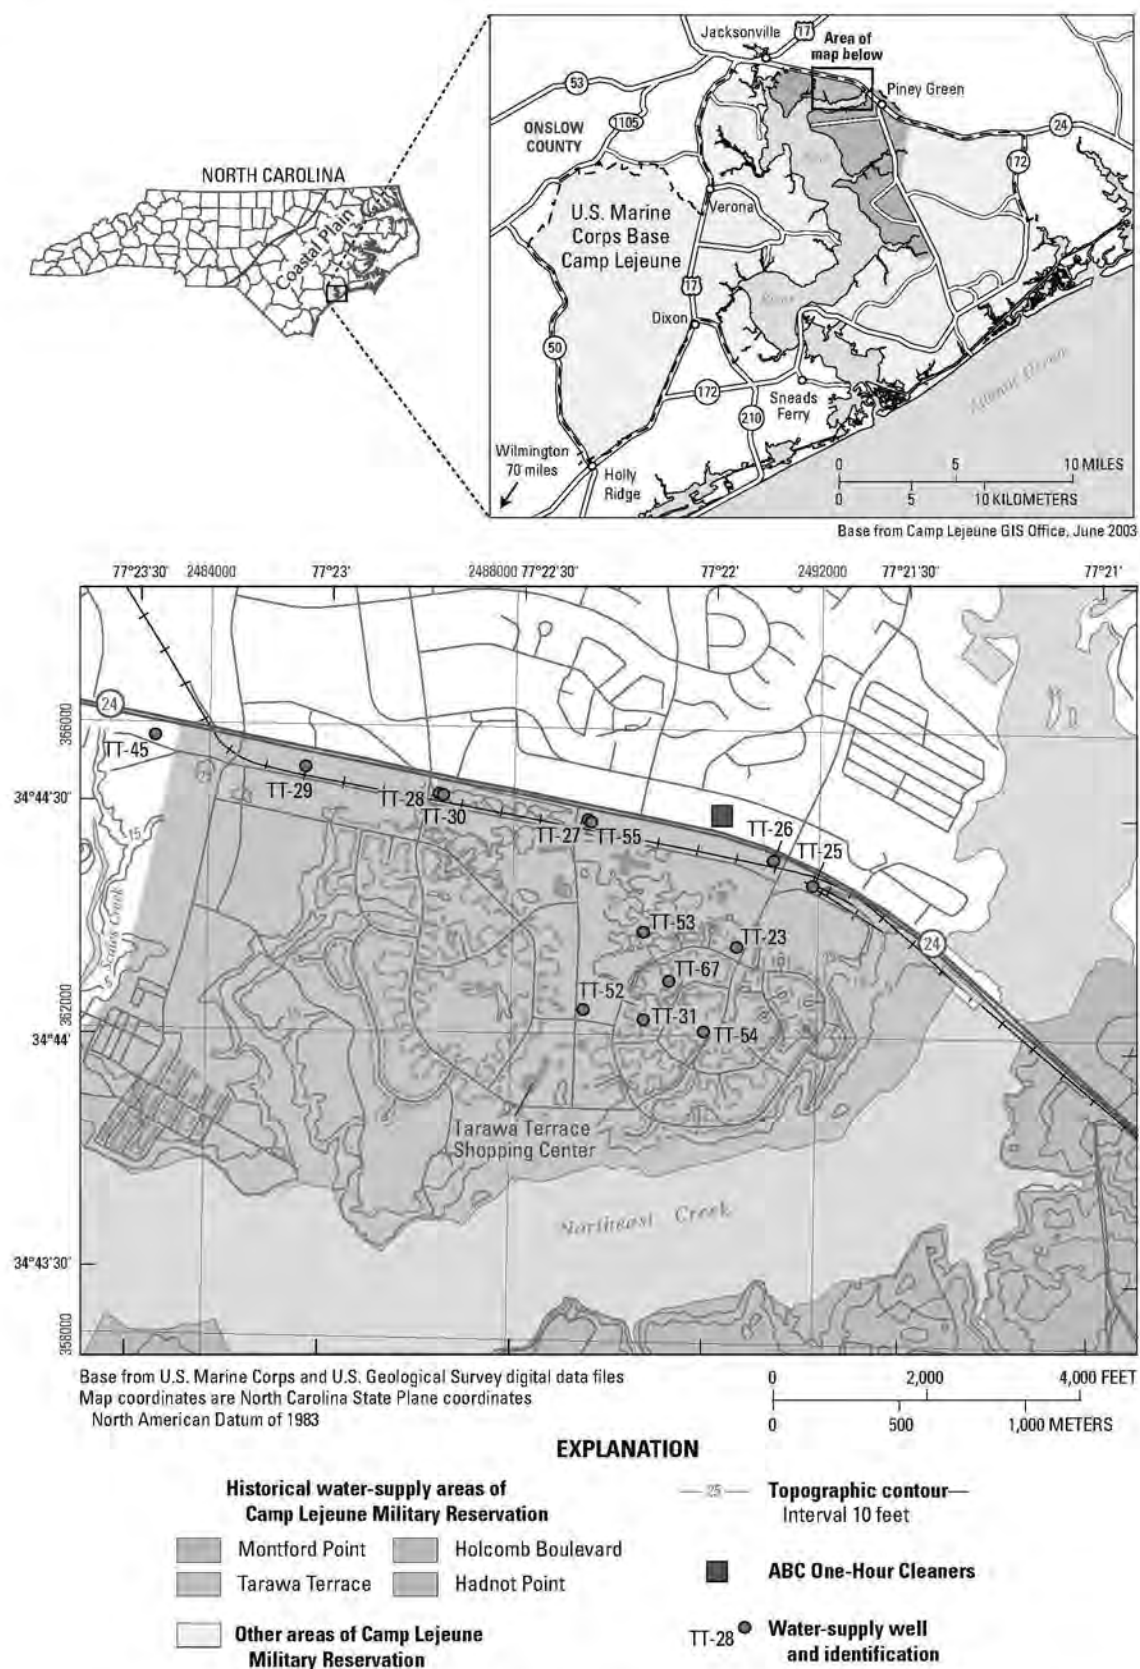 Jacksonville
17
Area of
map below
53
Piney Green
1105
24
ONSLOW
COUNTY
172
NORTH CAROLINA
Verona
U.S. Marine
Corps Base
Camp Lejeune
Coastal Plain
17
River
Dixon
50
172
Sneads
Ferry
210
Atlantic Ocean
Wilmington
70 miles
Holly
Ridge
0 5 10 MILES
0 5 10 KILOMETERS
Base from Camp Lejeune GIS Office, June 2003
77°23'30" 2484000 77°23' 2488000 77°22'30" 77°22' 2492000 77°21'30" 77°21'
24
366000
TT-45
TT-29
TT-28
TT-30
34°44'30"
TT-27
TT-55
TT-26
TT-25
15
25
Scales Creek
TT-53
TT-23
24
TT-67
TT-52
TT-31
TT-54
362000
34°44'
Tarawa Terrace
Shopping Center
Northeast Creek
34°43'30"
358000
Base from U.S. Marine Corps and U.S. Geological Survey digital data files
Map coordinates are North Carolina State Plane coordinates
North American Datum of 1983
0 2,000 4,000 FEET
0 500 1,000 METERS
EXPLANATION
Historical water-supply areas of
Camp Lejeune Military Reservation
Montford Point
Holcomb Boulevard
Tarawa Terrace
Hadnot Point
Other areas of Camp Lejeune
Military Reservation
25
Topographic contour—
Interval 10 feet
ABC One-Hour Cleaners
TT-28
Water-supply well
and identification